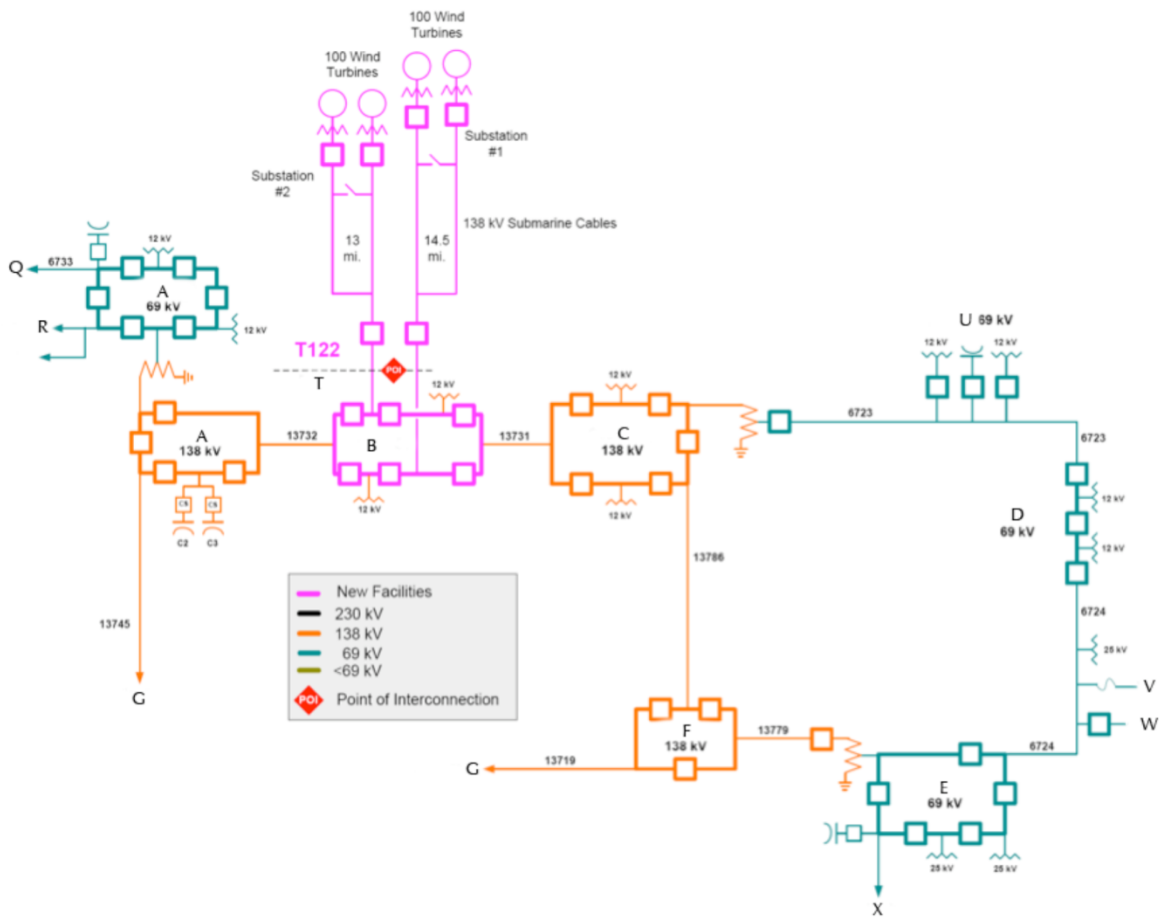 100 Wind
Turbines
100 Wind
Turbines
Substation
#1
Substation
#2
138 kV Submarine Cables
13
mi.
14.5
mi.
12 kV
Q
6733
A
69 kV
R
12 kV
U 69 kV
12 kV
12 kV
T122
POI
T
12 kV
12 kV
6723
6723
A
138 kV
13732
B
13731
C
138 kV
12 kV
D
69 kV
12 kV
CS
CS
C2
C3
12 kV
12 kV
13786
New Facilities
230 kV
138 kV
69 kV
<69 kV
POI
Point of Interconnection
13745
6724
25 kV
G
V
F
138 kV
13779
W
6724
G
13719
E
69 kV
25 kV
25 kV
X